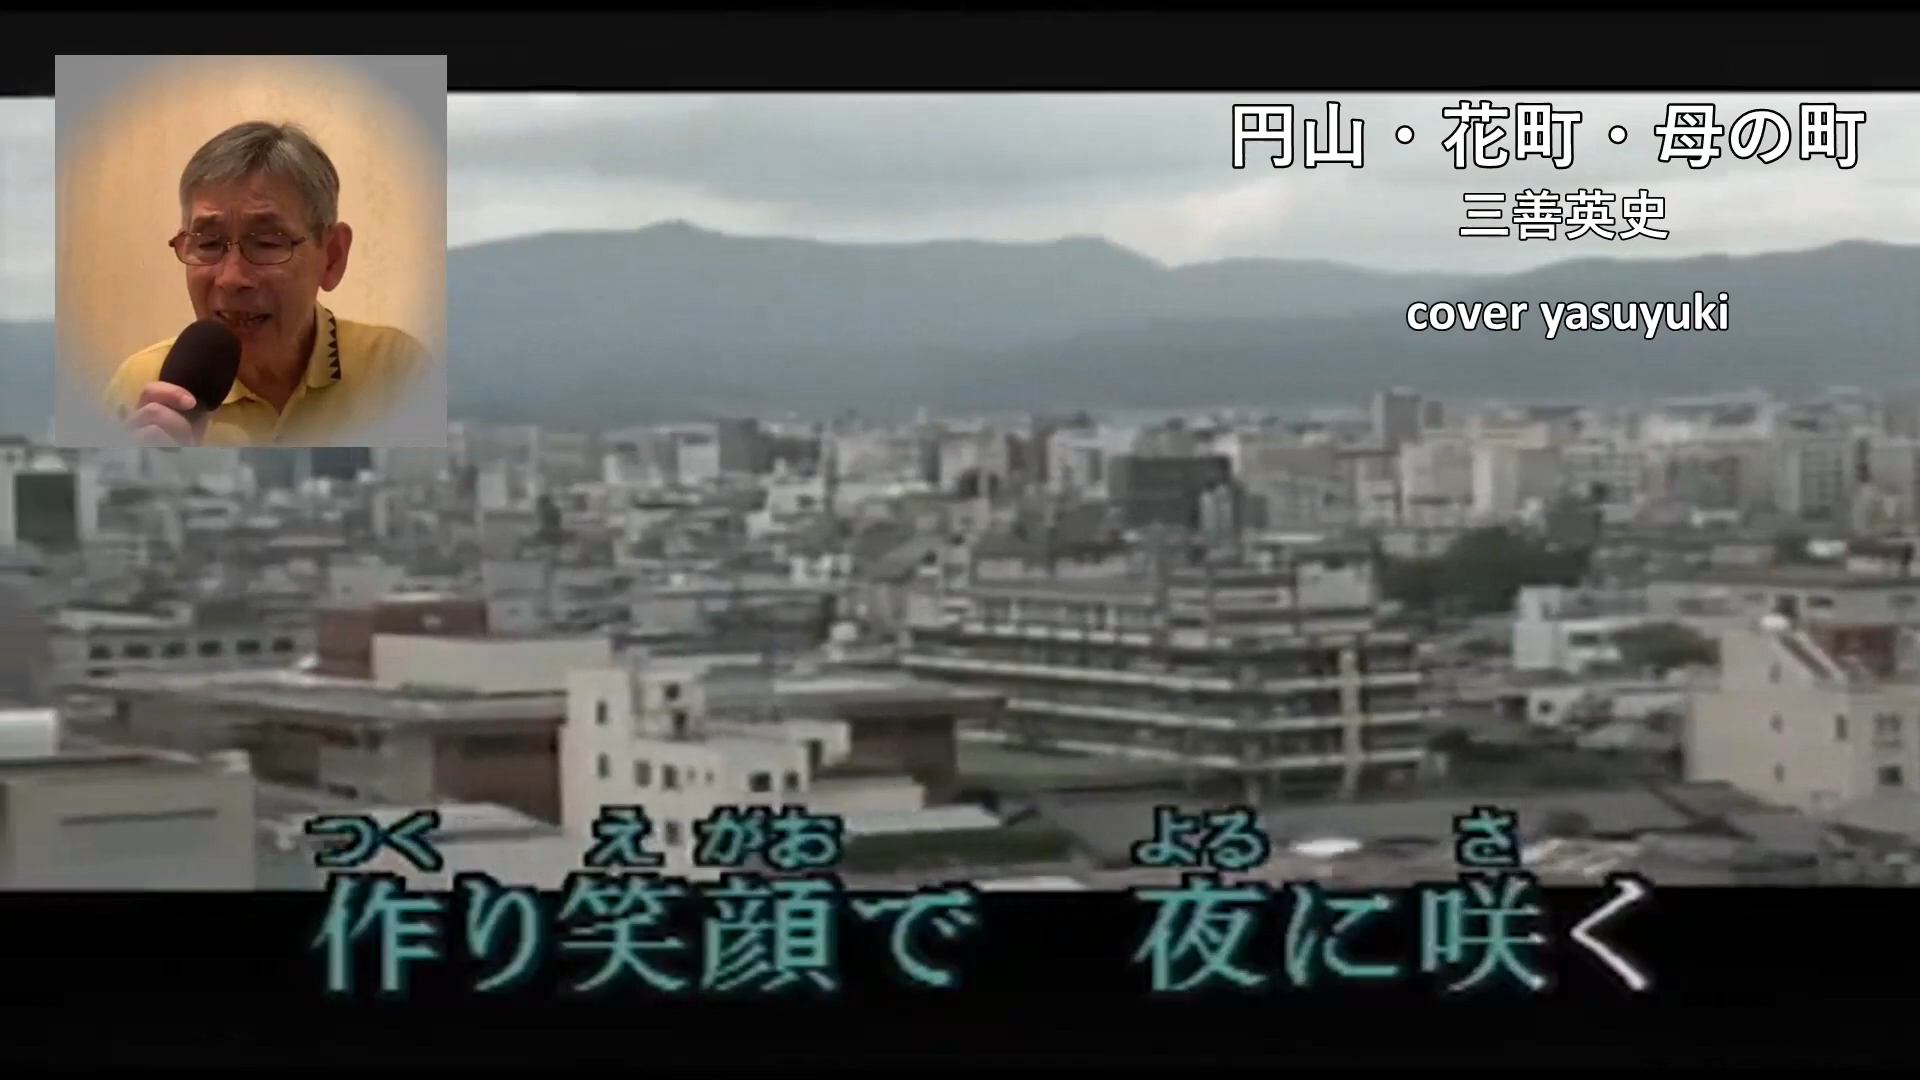 円山・花町・母の町
三善英史
cover yasuyuki
つく えがお よる さ
作り笑顔で 夜に咲く